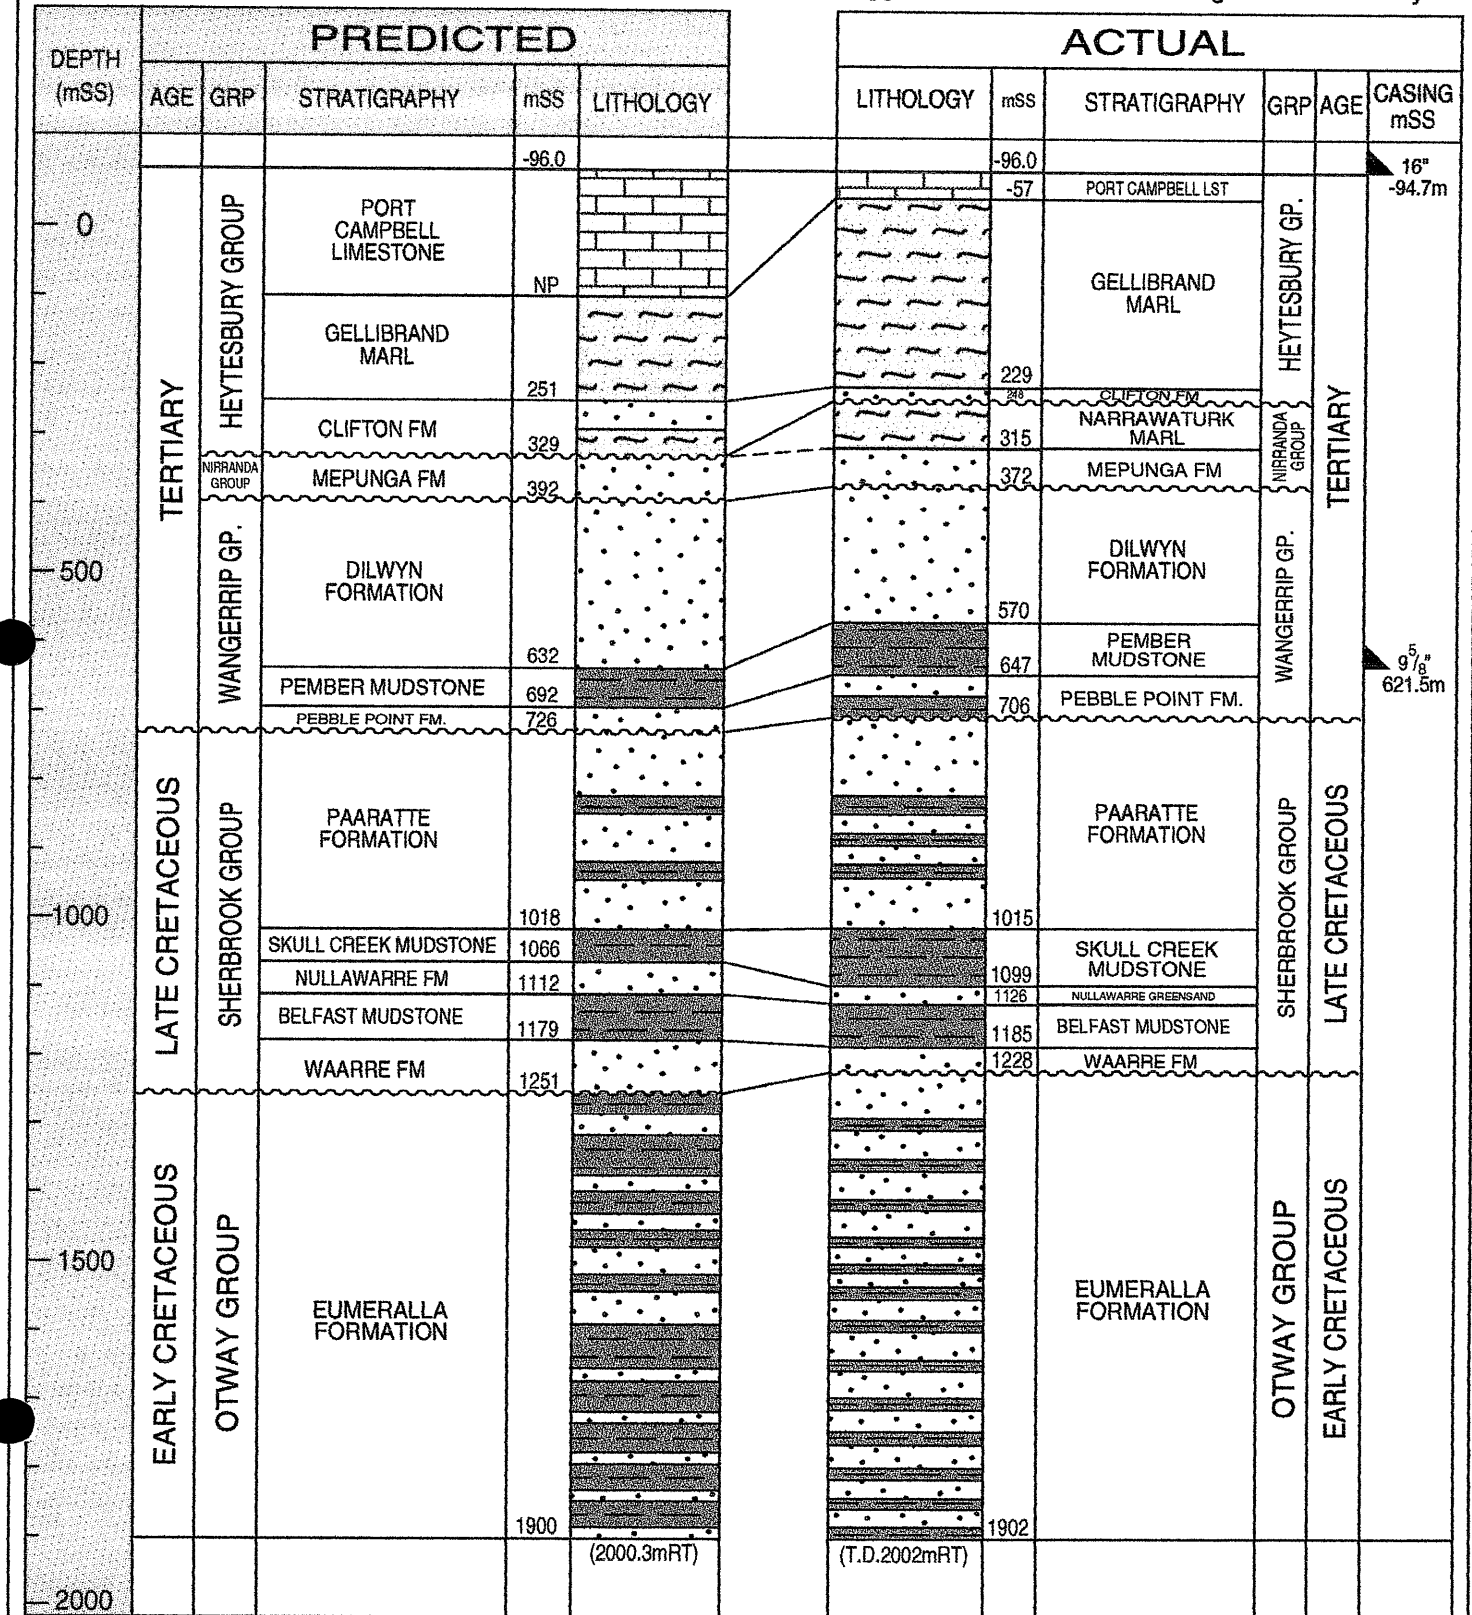 PREDICTED
ACTUAL
DEPTH
(mSS)
AGE
GRP
STRATIGRAPHY
mSS
LITHOLOGY
LITHOLOGY
mSS
STRATIGRAPHY
GRP
AGE
CASING
mSS
0
500
1000
1500
2000
TERTIARY
LATE CRETACEOUS
EARLY CRETACEOUS
HEYTESBURY GROUP
NIRRANDA
GROUP
WANGERRIP GP.
SHERBROOK GROUP
OTWAY GROUP
-96.0
PORT
CAMPBELL
LIMESTONE
NP
GELLIBRAND
MARL
251
CLIFTON FM
329
MEPUNGA FM
392
DILWYN
FORMATION
632
PEMBER MUDSTONE
692
PEBBLE POINT FM.
726
PAARATTE
FORMATION
1018
SKULL CREEK MUDSTONE
1066
NULLAWARRE FM
1112
BELFAST MUDSTONE
1179
WAARRE FM
1251
EUMERALLA
FORMATION
1900
(2000.3mRT)
-96.0
-57
PORT CAMPBELL LST
GELLIBRAND
MARL
229
248
CLIFTON FM
NARRAWATURK
MARL
315
MEPUNGA FM
372
DILWYN
FORMATION
570
PEMBER
MUDSTONE
647
PEBBLE POINT FM.
706
PAARATTE
FORMATION
1015
SKULL CREEK
MUDSTONE
1099
1126
NULLAWARRE GREENSAND
BELFAST MUDSTONE
1185
1228
WAARRE FM
EUMERALLA
FORMATION
1902
(T.D.2002mRT)
HEYTESBURY GP.
NIRRANDA
GROUP
WANGERRIP GP.
SHERBROOK GROUP
OTWAY GROUP
TERTIARY
LATE CRETACEOUS
EARLY CRETACEOUS
16"
-94.7m
9 5/8"
621.5m